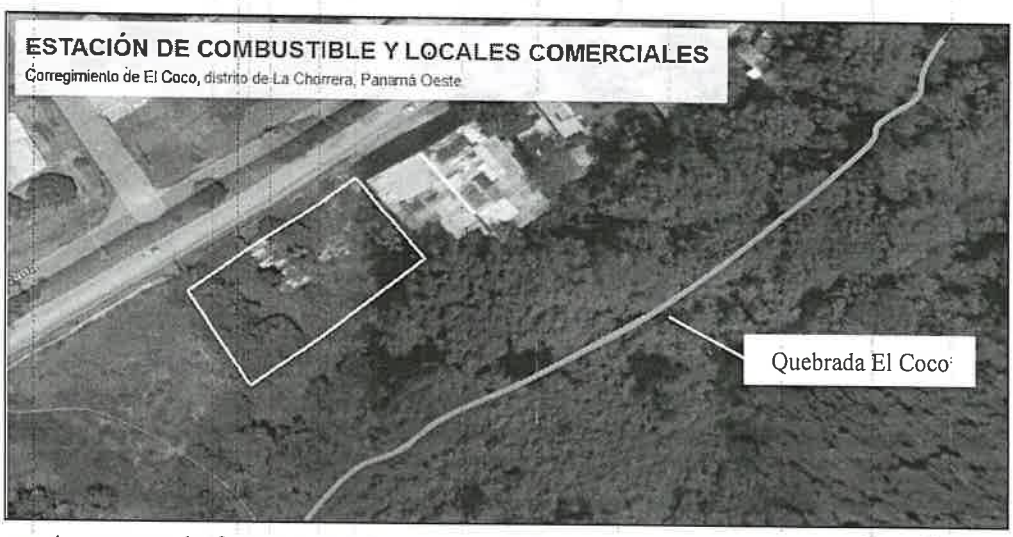 ESTACIÓN DE COMBUSTIBLE Y LOCALES COMERCIALES
Corregimiento de El Coco, distrito de La Chorrera, Panamá Oeste
Quebrada El Coco